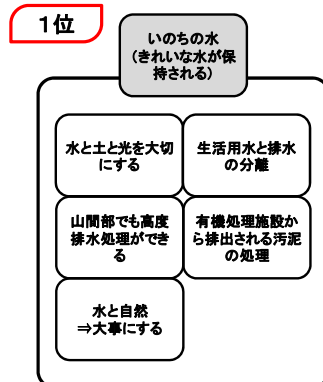 1位
いのちの水
(きれいな水が保
持される)
水と土と光を大切
にする
生活用水と排水
の分離
山間部でも高度
排水処理ができ
る
有機処理施設か
ら排出される汚泥
の処理
水と自然
⇒大事にする